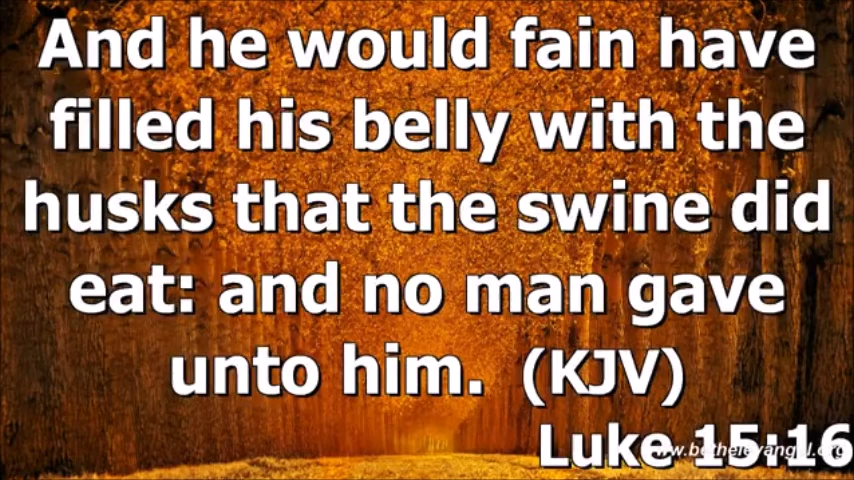 And he would fain have
filled his belly with the
husks that the swine did
eat: and no man gave
unto him. (KJV)
Luke 15:16